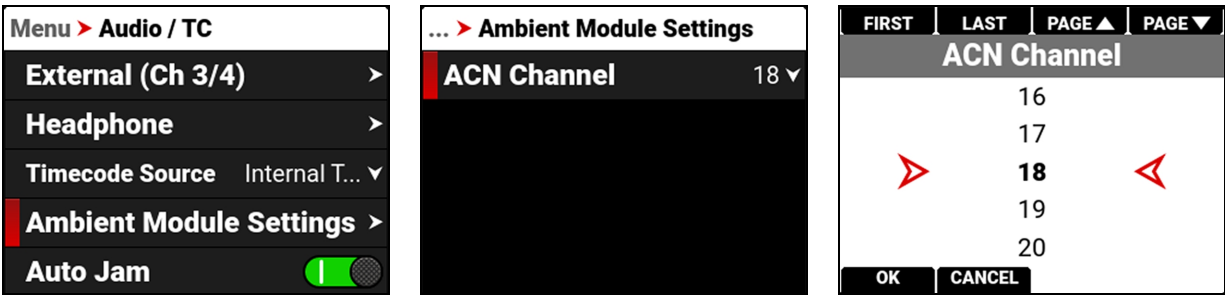 Menu Audio / TC
External (Ch 3/4)
Headphone
Timecode Source Internal T...
Ambient Module Settings
Auto Jam
... Ambient Module Settings
ACN Channel 18
FIRST LAST PAGE▲ PAGE▼
ACN Channel
16
17
18
19
20
OK CANCEL